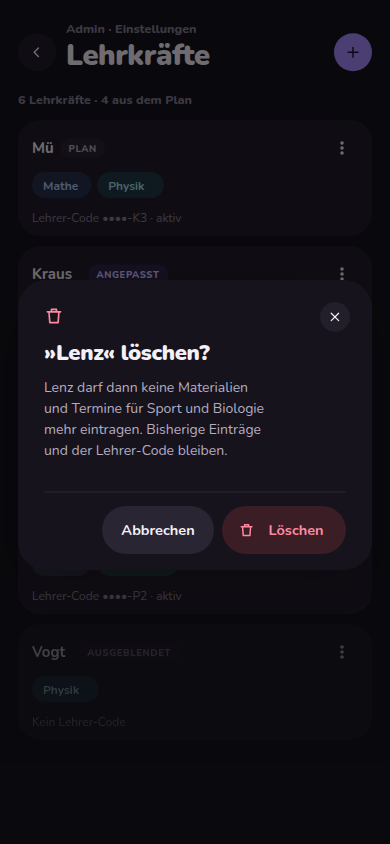 Admin · Einstellungen
Lehrkräfte
6 Lehrkräfte · 4 aus dem Plan
Mü PLAN
Mathe Physik
Lehrer-Code ••••-K3 · aktiv
Kraus ANGEPASST
»Lenz« löschen?
Lenz darf dann keine Materialien
und Termine für Sport und Biologie
mehr eintragen. Bisherige Einträge
und der Lehrer-Code bleiben.
Abbrechen Löschen
Lehrer-Code ••••-P2 · aktiv
Vogt AUSGEBLENDET
Physik
Kein Lehrer-Code